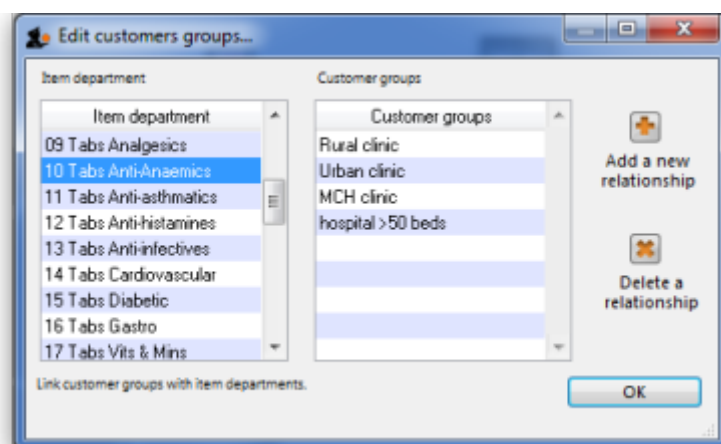 Edit customers groups...
Item department
Customer groups
Item department
09 Tabs Analgesics
10 Tabs Anti-Anaemics
11 Tabs Anti-asthmatics
12 Tabs Anti-histamines
13 Tabs Anti-infectives
14 Tabs Cardiovascular
15 Tabs Diabetic
16 Tabs Gastro
17 Tabs Vits & Mins
Customer groups
Rural clinic
Urban clinic
MCH clinic
hospital >50 beds
Add a new
relationship
Delete a
relationship
Link customer groups with item departments.
OK